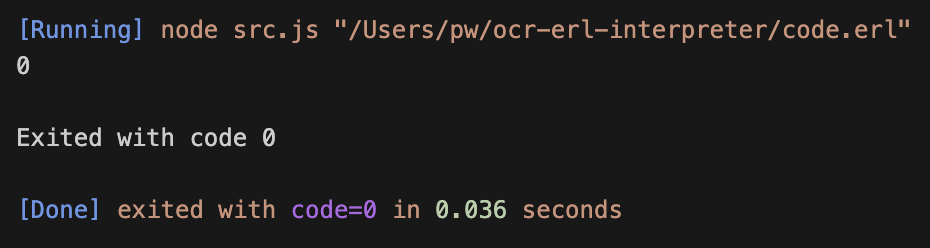 [Running] node src.js "/Users/pw/ocr-erl-interpreter/code.erl"
0
Exited with code 0
[Done] exited with code=0 in 0.036 seconds